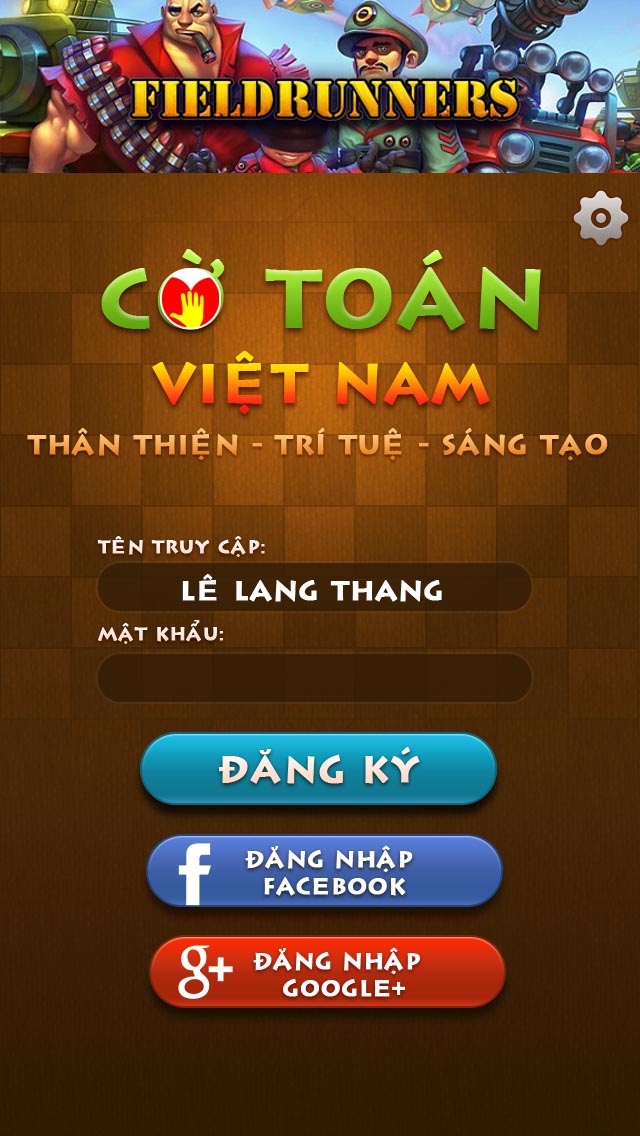 FIELDRUNNERS
CỜ TOÁN
VIỆT NAM
THÂN THIỆN - TRÍ TUỆ - SÁNG TẠO
TÊN TRUY CẬP:
LÊ LANG THANG
MẬT KHẨU:
ĐĂNG KÝ
f ĐĂNG NHẬP
FACEBOOK
g+ ĐĂNG NHẬP
GOOGLE+